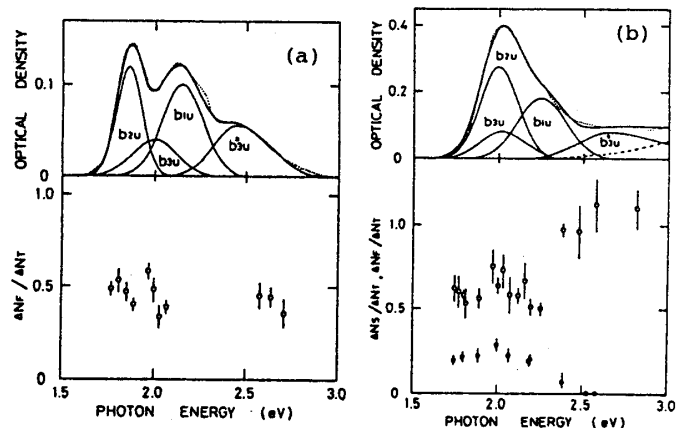 (a)
OPTICAL DENSITY
0.1
0
b2u
b3u
b1u
b*3u
ΔNF / ΔNT
1.0
0.5
0
1.5
2.0
2.5
3.0
PHOTON ENERGY (eV)
(b)
OPTICAL DENSITY
0.4
0.2
0
b2u
b3u
b1u
b*3u
ΔNS/ΔNT, ΔNF/ΔNT
1.0
0.5
0
1.5
2.0
2.5
3.0
PHOTON ENERGY (eV)